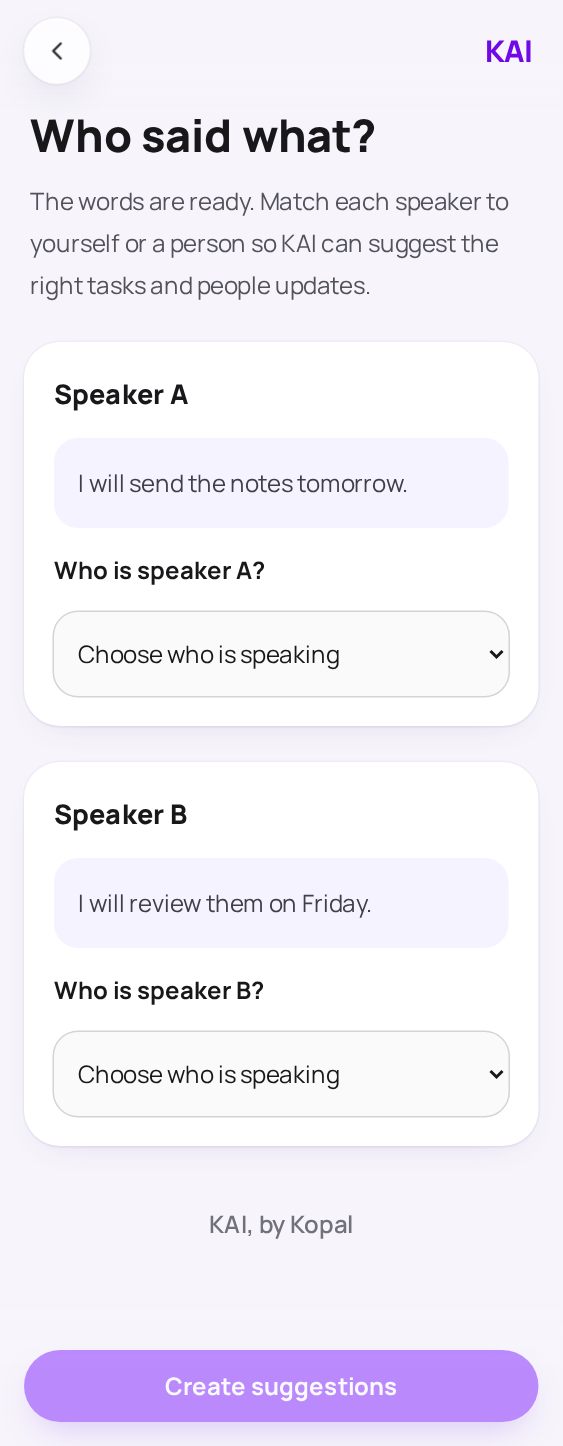 KAI
Who said what?
The words are ready. Match each speaker to
yourself or a person so KAI can suggest the
right tasks and people updates.
Speaker A
I will send the notes tomorrow.
Who is speaker A?
Choose who is speaking
Speaker B
I will review them on Friday.
Who is speaker B?
Choose who is speaking
KAI, by Kopal
Create suggestions